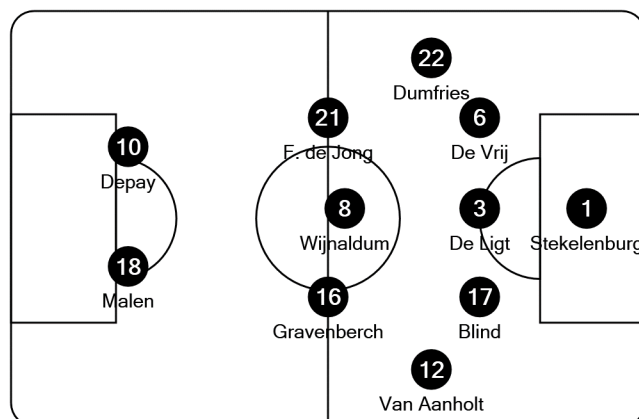 22
Dumfries
21
F. de Jong
6
De Vrij
10
Depay
8
Wijnaldum
3
De Ligt
1
Stekelenburg
18
Malen
16
Gravenberch
17
Blind
12
Van Aanholt